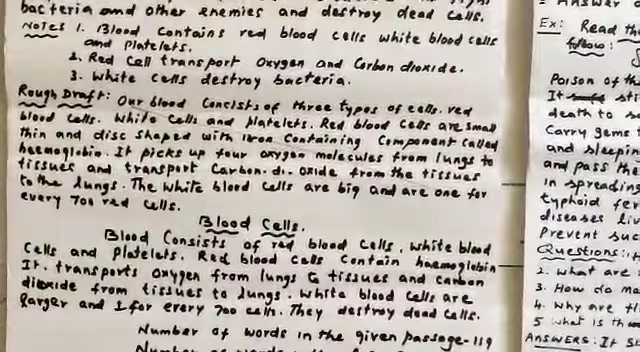 bacteria and other enemies and destroy dead cells.
Notes 1. Blood contains red blood cells white blood cells
and platelets.
2. Red Cell transport Oxygen and Carbon dioxide.
3. White cells destroy bacteria.
Rough Draft: Our blood Consists of three types of cells. red
blood cells. White cells and platelets. Red blood cells are small
thin and disc shaped with iron Containing Component called
haemoglobin. It picks up four oxygen molecules from lungs to
tissues and transport Carbon. di. oxide from the tissues
to the lungs. The white blood cells are big and are one for
every 700 red cells.
Blood Cells.
Blood Consists of red blood Cells, white blood
Cells and platelets. Red blood cells Contain haemoglobin
It. transports oxygen from lungs to tissues and carbon
dioxide from tissues to lungs. White blood cells are
larger and 1 for every 700 cells. They destroy dead cells.
Number of words in the given passage-119
Number of words in the
= Answer
Ex: Read th
follow:
Poison of th
It sti
death to s
Carry gems
and sleepin
and pass the
in spreading
typhoid fev
diseases liv
Prevent suc
Questions:
2. What are
3. How do ma
4. Why are th
5 What is th
Answers: It S